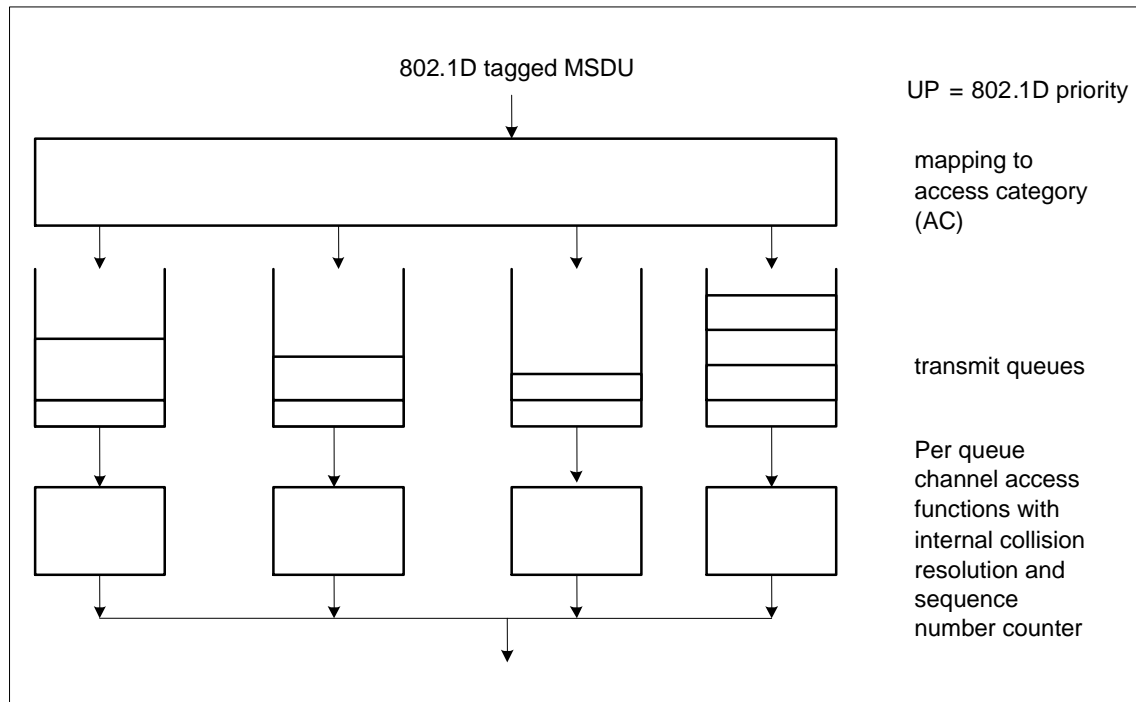 802.1D tagged MSDU
UP = 802.1D priority
mapping to
access category
(AC)
transmit queues
Per queue
channel access
functions with
internal collision
resolution and
sequence
number counter